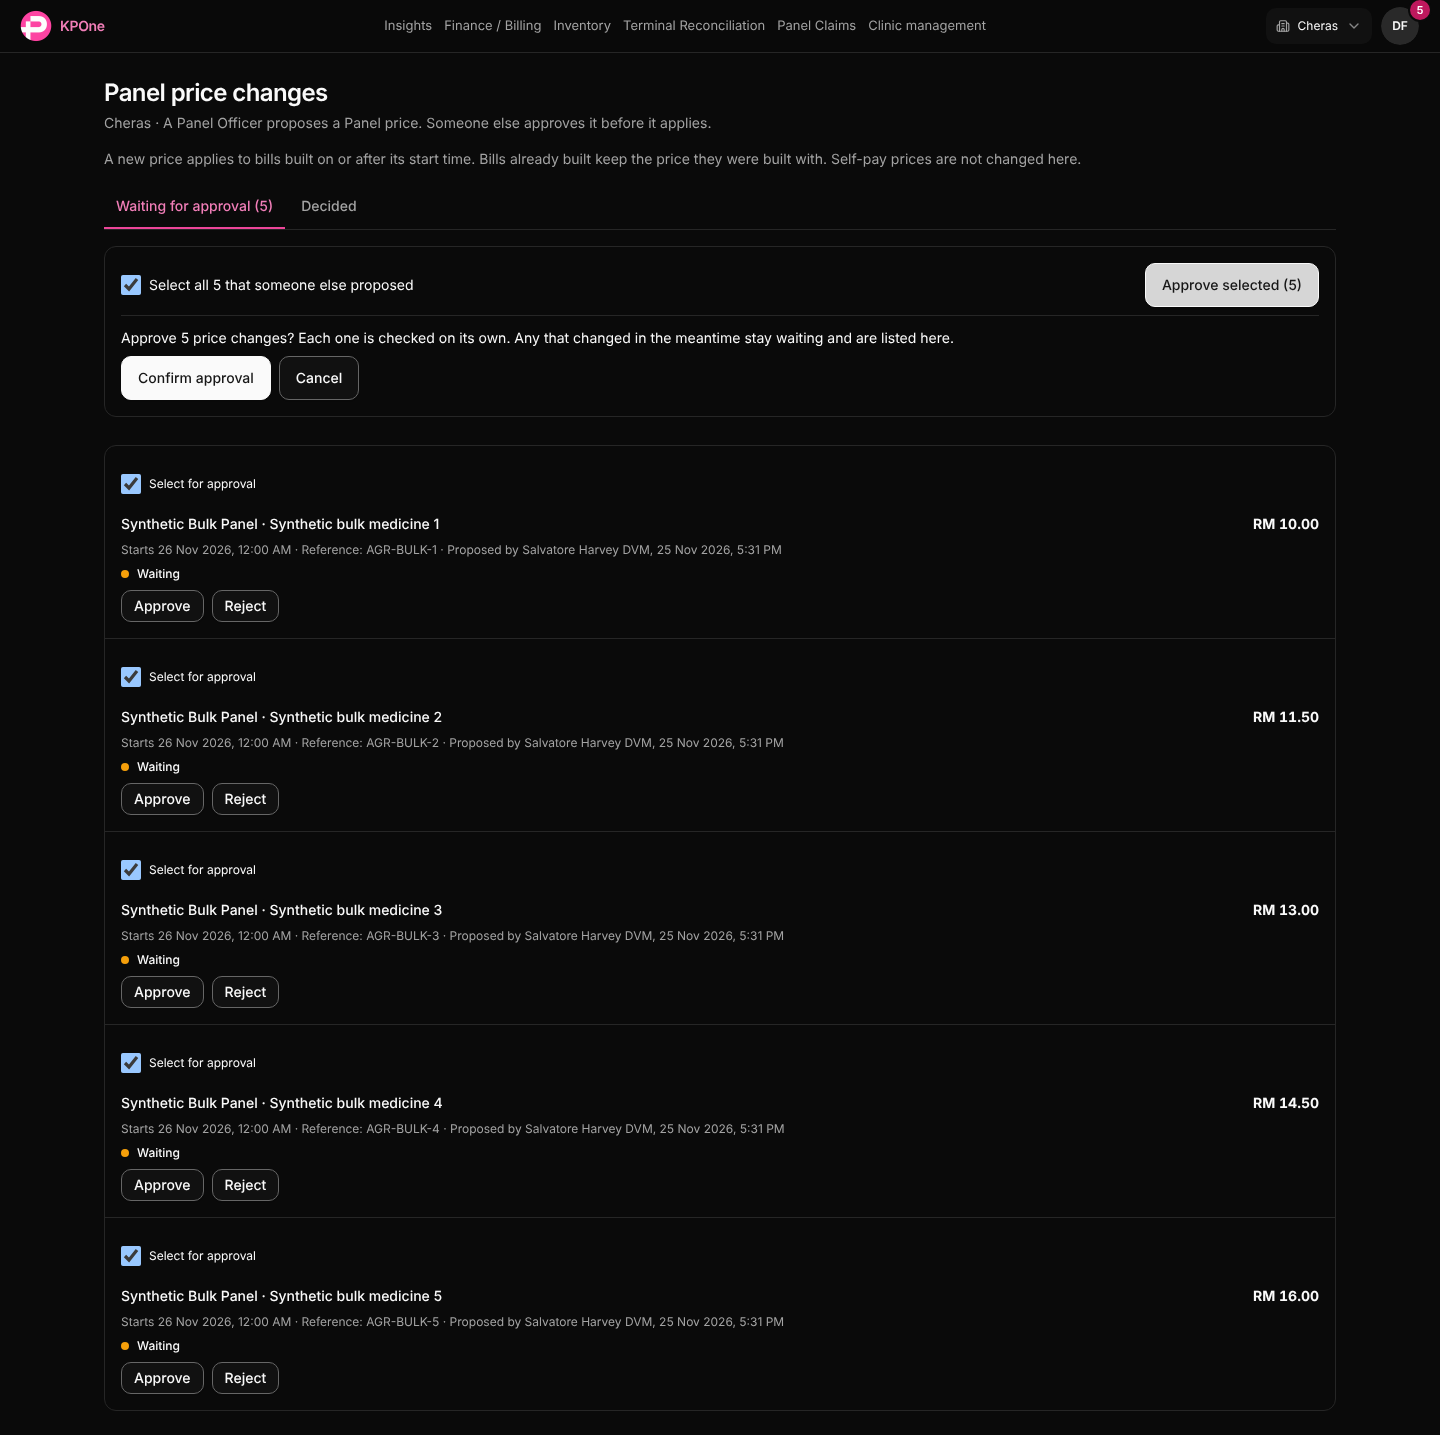 KPOne
Insights
Finance / Billing
Inventory
Terminal Reconciliation
Panel Claims
Clinic management
Cheras
DF
5
Panel price changes
Cheras · A Panel Officer proposes a Panel price. Someone else approves it before it applies.
A new price applies to bills built on or after its start time. Bills already built keep the price they were built with. Self-pay prices are not changed here.
Waiting for approval (5)
Decided
Select all 5 that someone else proposed
Approve selected (5)
Approve 5 price changes? Each one is checked on its own. Any that changed in the meantime stay waiting and are listed here.
Confirm approval
Cancel
Select for approval
Synthetic Bulk Panel · Synthetic bulk medicine 1
RM 10.00
Starts 26 Nov 2026, 12:00 AM · Reference: AGR-BULK-1 · Proposed by Salvatore Harvey DVM, 25 Nov 2026, 5:31 PM
Waiting
Approve
Reject
Select for approval
Synthetic Bulk Panel · Synthetic bulk medicine 2
RM 11.50
Starts 26 Nov 2026, 12:00 AM · Reference: AGR-BULK-2 · Proposed by Salvatore Harvey DVM, 25 Nov 2026, 5:31 PM
Waiting
Approve
Reject
Select for approval
Synthetic Bulk Panel · Synthetic bulk medicine 3
RM 13.00
Starts 26 Nov 2026, 12:00 AM · Reference: AGR-BULK-3 · Proposed by Salvatore Harvey DVM, 25 Nov 2026, 5:31 PM
Waiting
Approve
Reject
Select for approval
Synthetic Bulk Panel · Synthetic bulk medicine 4
RM 14.50
Starts 26 Nov 2026, 12:00 AM · Reference: AGR-BULK-4 · Proposed by Salvatore Harvey DVM, 25 Nov 2026, 5:31 PM
Waiting
Approve
Reject
Select for approval
Synthetic Bulk Panel · Synthetic bulk medicine 5
RM 16.00
Starts 26 Nov 2026, 12:00 AM · Reference: AGR-BULK-5 · Proposed by Salvatore Harvey DVM, 25 Nov 2026, 5:31 PM
Waiting
Approve
Reject